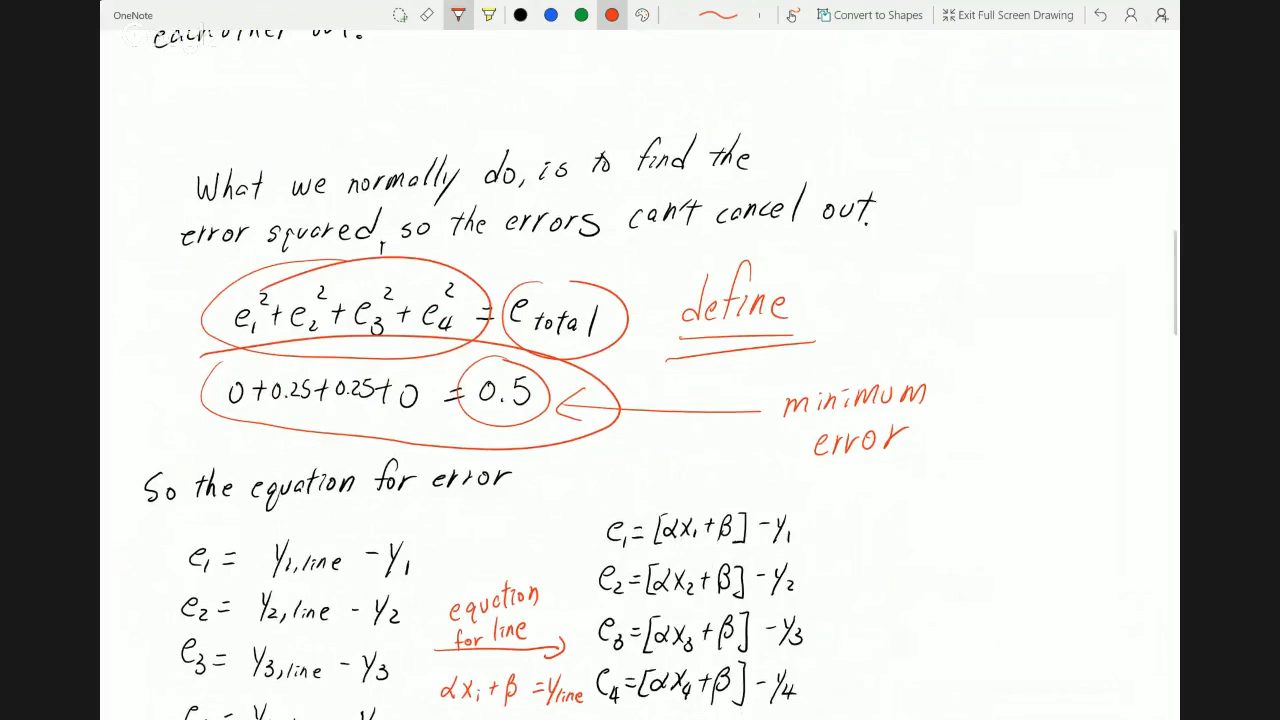 OneNote
Convert to Shapes
Exit Full Screen Drawing
each other out.
What we normally do, is to find the
error squared, so the errors can't cancel out.
e₁² + e₂² + e₃² + e₄² = e total
define
0 + 0.25 + 0.25 + 0 = 0.5
minimum
error
So the equation for error
e₁ = y₁,line - y₁
e₂ = y₂,line - y₂
e₃ = y₃,line - y₃
equation
for line
αxᵢ + β = yline
e₁ = [αx₁ + β] - y₁
e₂ = [αx₂ + β] - y₂
e₃ = [αx₃ + β] - y₃
e₄ = [αx₄ + β] - y₄